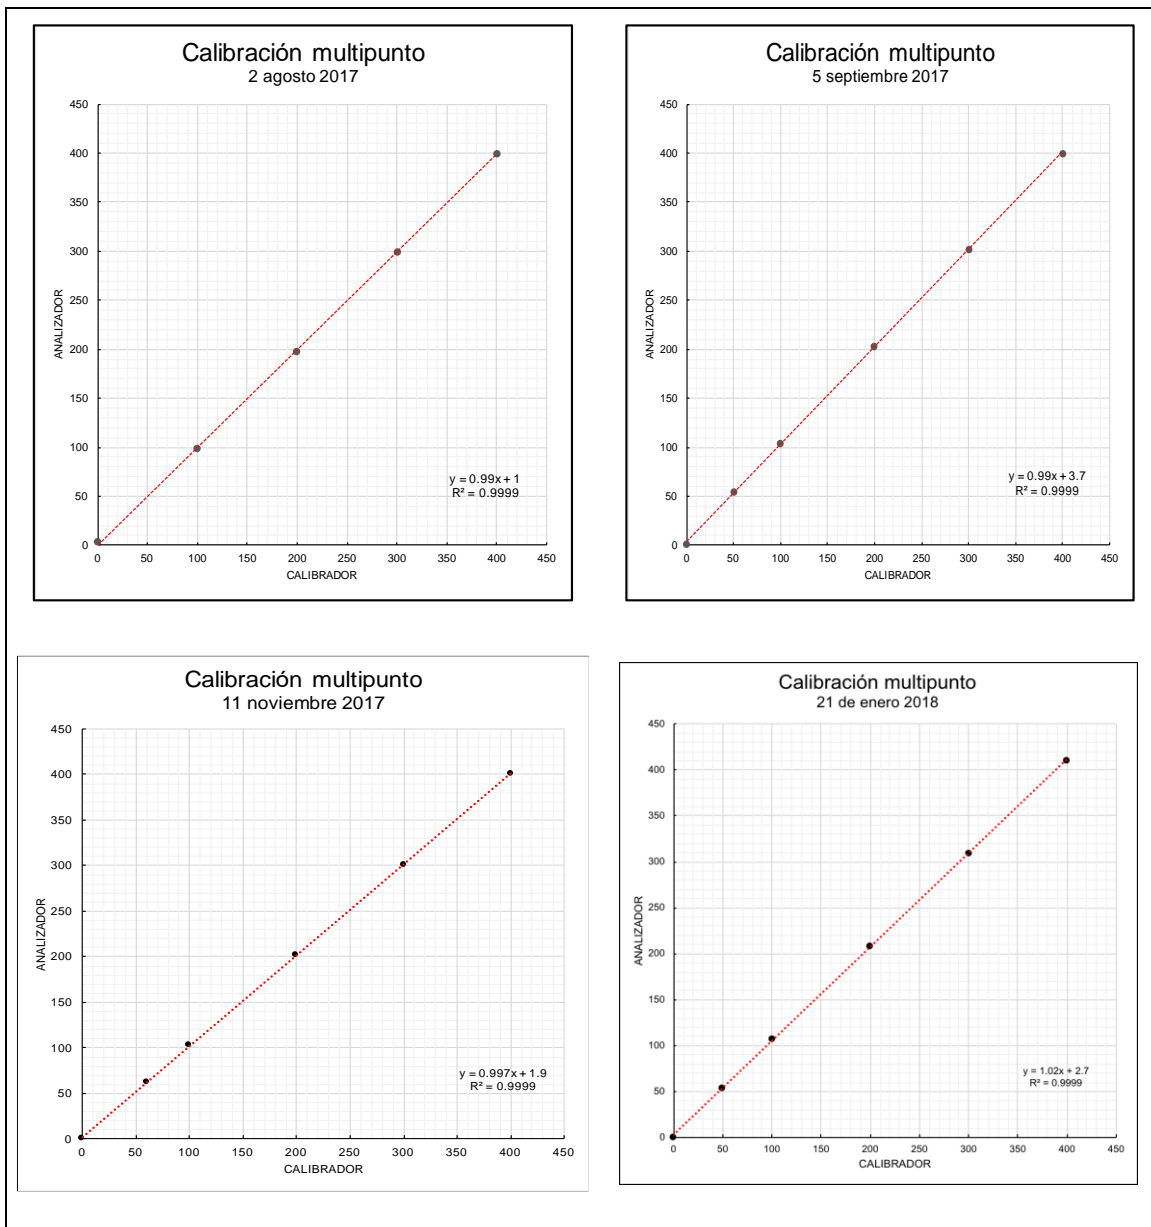 Calibración multipunto
2 agosto 2017
450
400
350
300
250
200
150
100
50
0
ANALIZADOR
y = 0.99x + 1
R² = 0.9999
0 50 100 150 200 250 300 350 400 450
CALIBRADOR
Calibración multipunto
5 septiembre 2017
450
400
350
300
250
200
150
100
50
0
ANALIZADOR
y = 0.99x + 3.7
R² = 0.9999
0 50 100 150 200 250 300 350 400 450
CALIBRADOR
Calibración multipunto
11 noviembre 2017
450
400
350
300
250
200
150
100
50
0
ANALIZADOR
y = 0.997x + 1.9
R² = 0.9999
0 50 100 150 200 250 300 350 400 450
CALIBRADOR
Calibración multipunto
21 de enero 2018
450
400
350
300
250
200
150
100
50
0
ANALIZADOR
y = 1.02x + 2.7
R² = 0.9999
0 50 100 150 200 250 300 350 400 450
CALIBRADOR